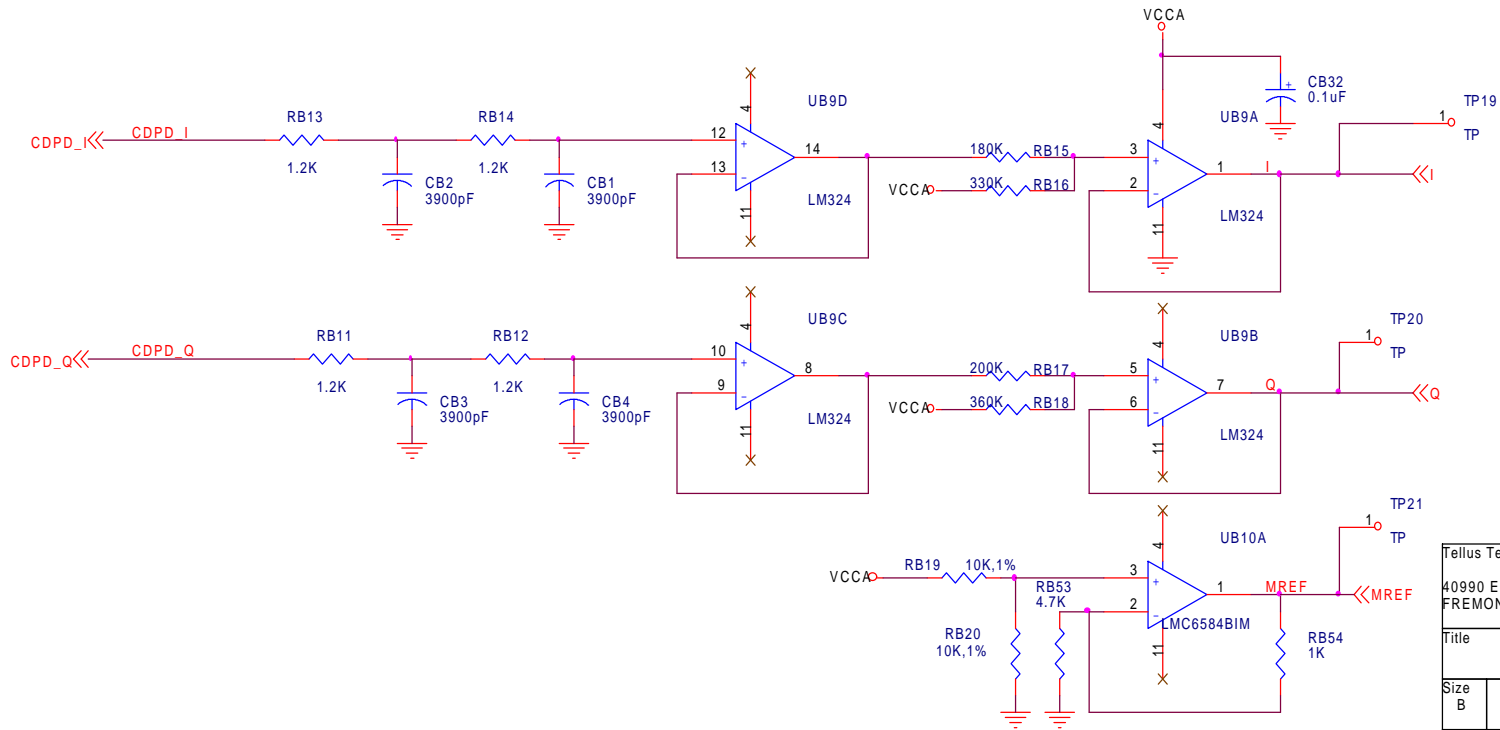 VCCA
RB13
1.2K
RB14
1.2K
CDPD_I
CDPD_I
CB2
3900pF
CB1
3900pF
UB9D
4
12
+
13
-
14
11
LM324
180K
RB15
VCCA
330K
RB16
UB9A
4
3
+
2
-
1
11
LM324
CB32
0.1uF
+
TP19
1
TP
I
I
RB11
1.2K
RB12
1.2K
CDPD_Q
CDPD_Q
CB3
3900pF
CB4
3900pF
UB9C
4
10
+
9
-
8
11
LM324
200K
RB17
VCCA
360K
RB18
UB9B
4
5
+
6
-
7
11
LM324
TP20
1
TP
Q
Q
VCCA
RB19
10K,1%
RB20
10K,1%
RB53
4.7K
UB10A
4
3
+
2
-
1
11
LMC6584BIM
MREF
MREF
TP21
1
TP
RB54
1K
Tellus Te
40990 E
FREMON
Title
Size
B